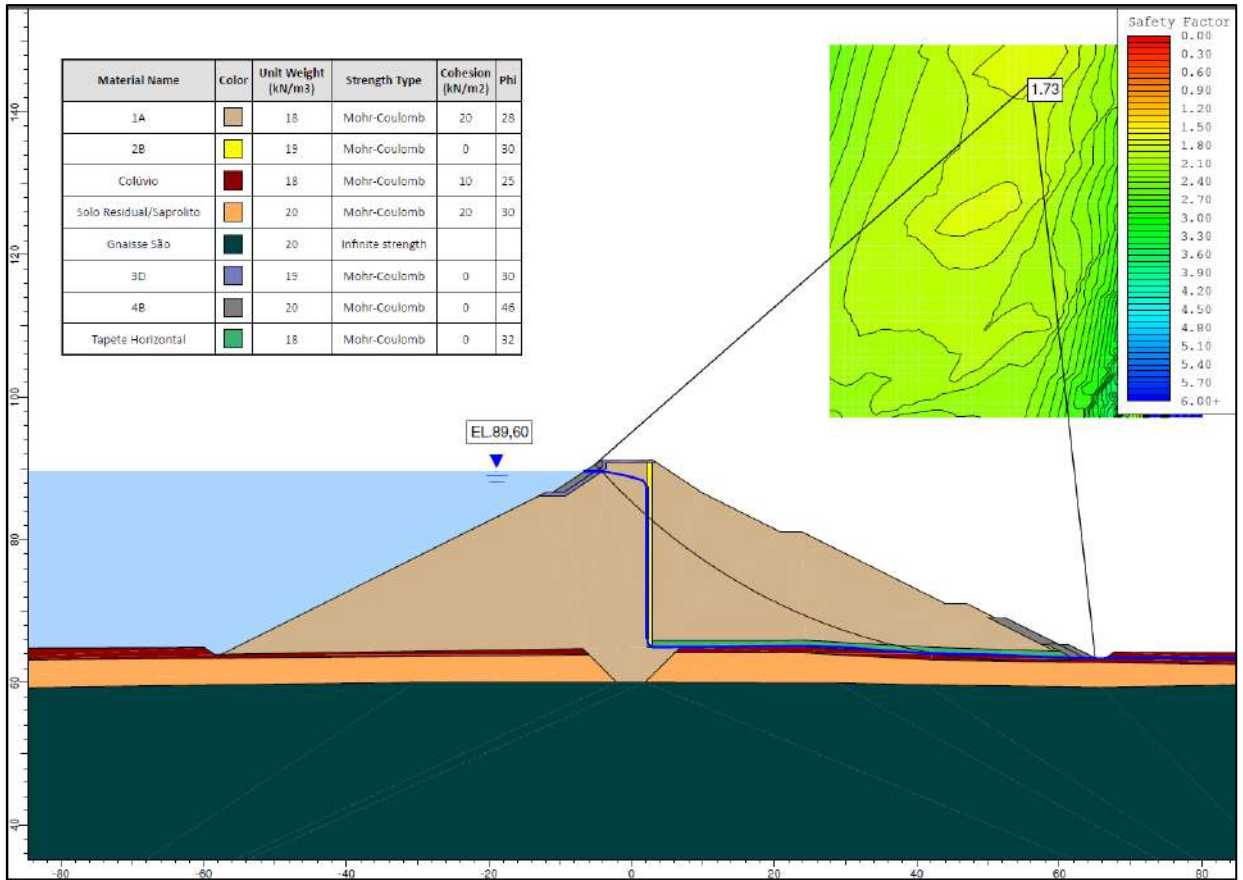 Safety Factor
0.00
0.30
0.60
0.90
1.20
1.50
1.80
2.10
2.40
2.70
3.00
3.30
3.60
3.90
4.20
4.50
4.80
5.10
5.40
5.70
6.00+
Material Name Color Unit Weight (kN/m3) Strength Type Cohesion (kN/m2) Phi
1A 18 Mohr-Coulomb 20 28
2B 19 Mohr-Coulomb 0 30
Colúvio 18 Mohr-Coulomb 10 25
Solo Residual/Saprolito 20 Mohr-Coulomb 20 30
Gnaisse São 20 Infinite strength
3D 19 Mohr-Coulomb 0 30
4B 20 Mohr-Coulomb 0 46
Tapete Horizontal 18 Mohr-Coulomb 0 32
1.73
EL.89,60
140
120
100
80
60
40
-80 -60 -40 -20 0 20 40 60 80